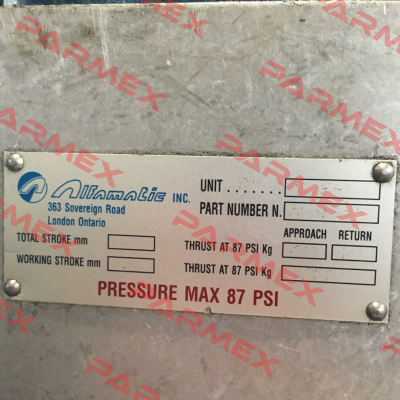 PARMEX
Alfamatic INC.
363 Sovereign Road
London Ontario
UNIT .......
PART NUMBER N.
APPROACH RETURN
TOTAL STROKE mm
THRUST AT 87 PSI Kg
WORKING STROKE mm
THRUST AT 87 PSI Kg
PRESSURE MAX 87 PSI
PARMEX